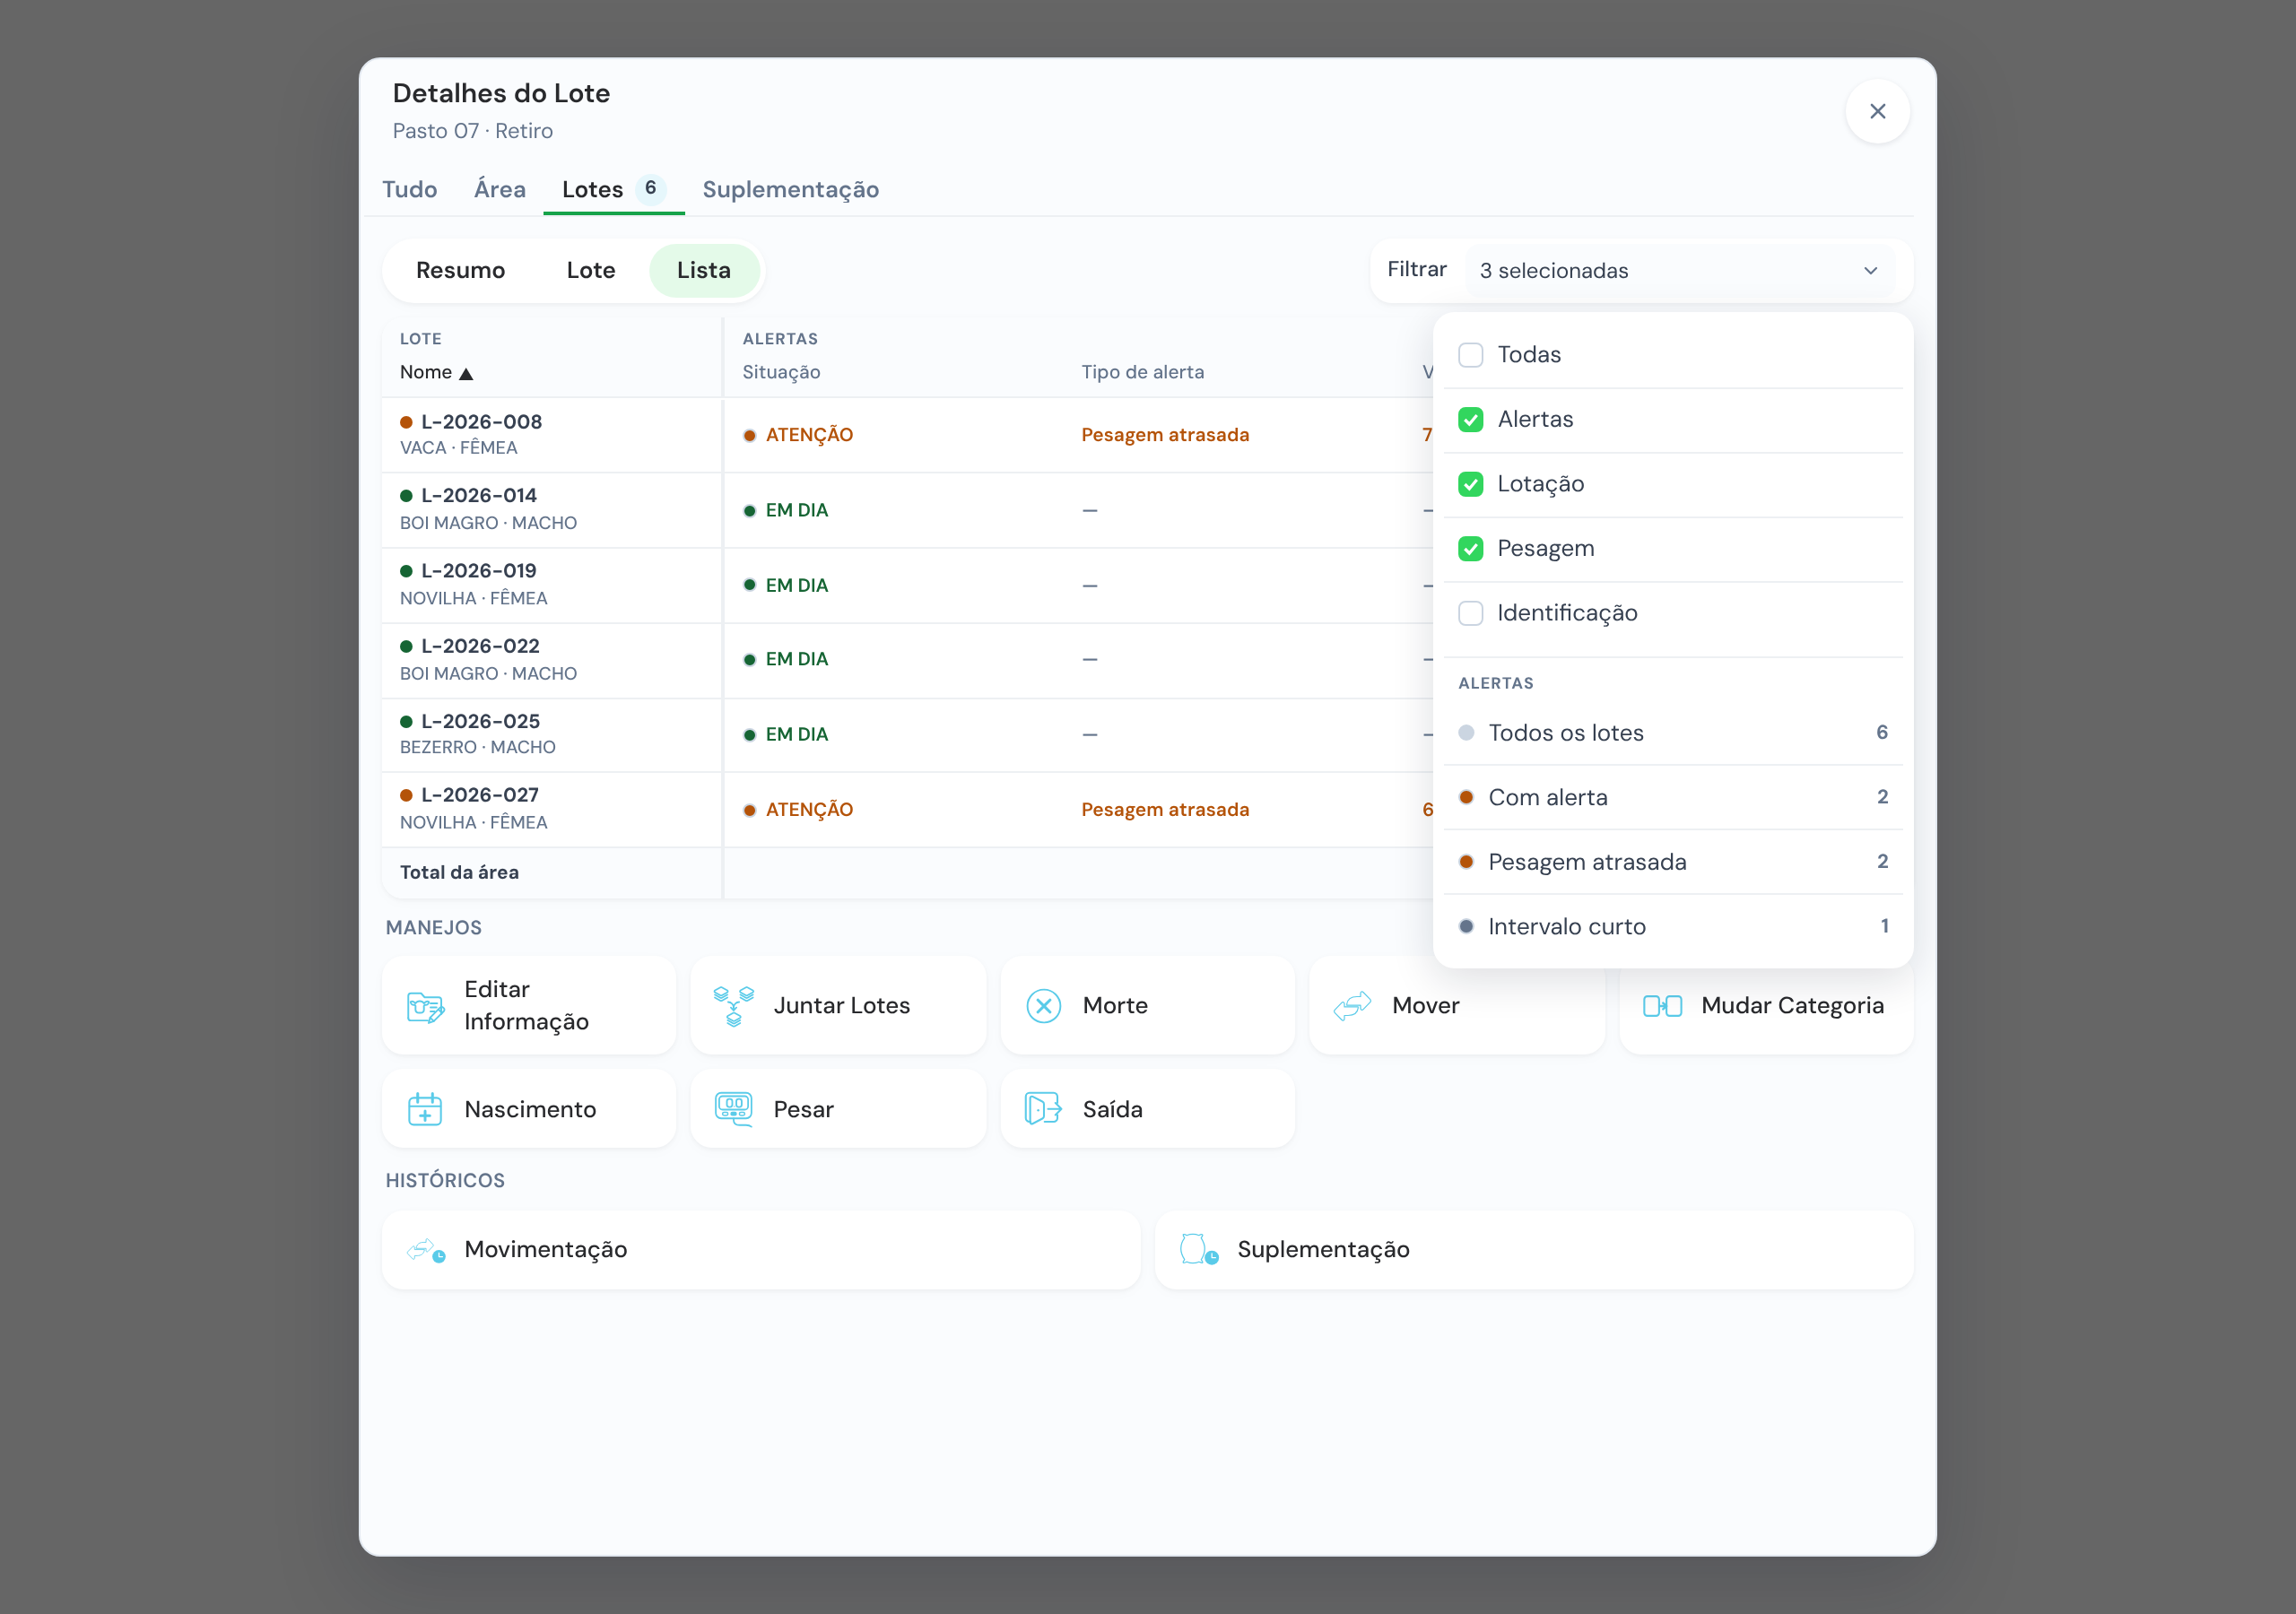 Detalhes do Lote
Pasto 07 · Retiro
Tudo Área Lotes 6 Suplementação
Resumo Lote Lista
Filtrar 3 selecionadas
LOTE ALERTAS
Nome ▲ Situação Tipo de alerta V
L-2026-008
VACA · FÊMEA
ATENÇÃO Pesagem atrasada 7
L-2026-014
BOI MAGRO · MACHO
EM DIA — —
L-2026-019
NOVILHA · FÊMEA
EM DIA — —
L-2026-022
BOI MAGRO · MACHO
EM DIA — —
L-2026-025
BEZERRO · MACHO
EM DIA — —
L-2026-027
NOVILHA · FÊMEA
ATENÇÃO Pesagem atrasada 6
Total da área
Todas
Alertas
Lotação
Pesagem
Identificação
ALERTAS
Todos os lotes 6
Com alerta 2
Pesagem atrasada 2
Intervalo curto 1
MANEJOS
Editar
Informação
Juntar Lotes
Morte
Mover
Mudar Categoria
Nascimento
Pesar
Saída
HISTÓRICOS
Movimentação
Suplementação